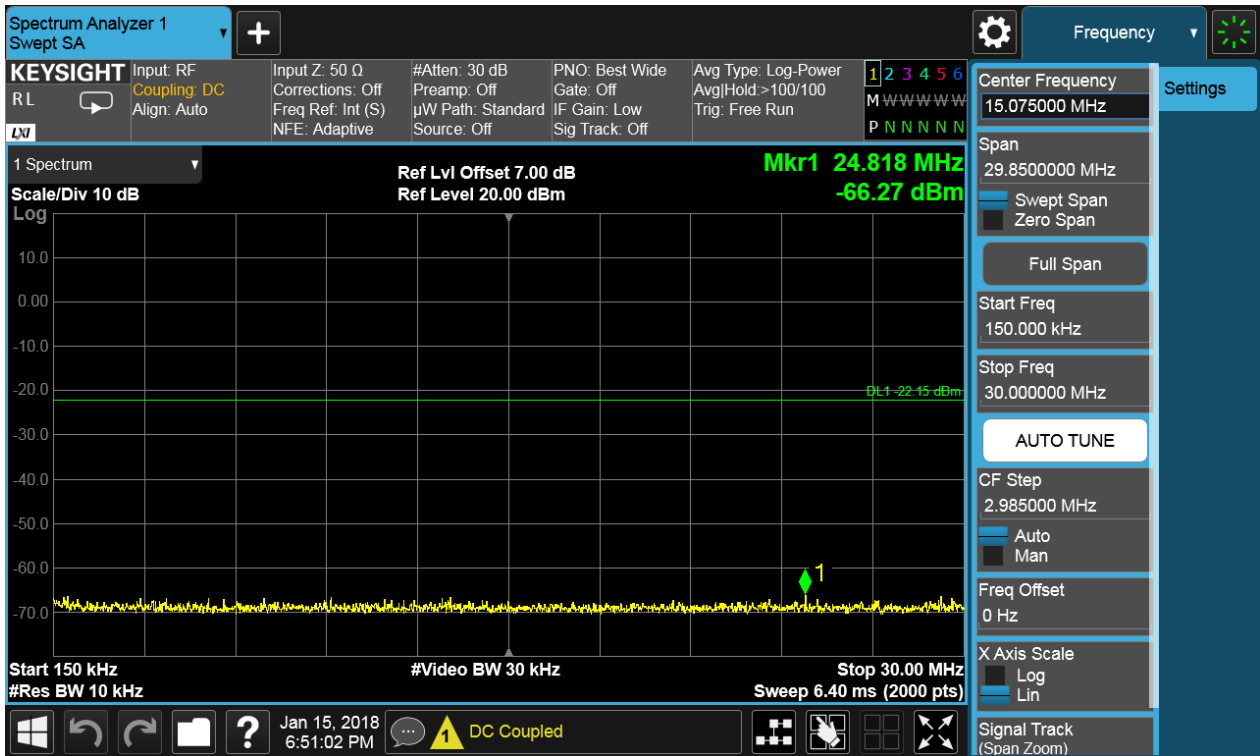 Spectrum Analyzer 1
Swept SA
+
Frequency
KEYSIGHT
RL
LXI
Input: RF
Coupling: DC
Align: Auto
Input Z: 50 Ω
Corrections: Off
Freq Ref: Int (S)
NFE: Adaptive
#Atten: 30 dB
Preamp: Off
µW Path: Standard
Source: Off
PNO: Best Wide
Gate: Off
IF Gain: Low
Sig Track: Off
Avg Type: Log-Power
Avg|Hold:>100/100
Trig: Free Run
1 2 3 4 5 6
M W W W W W
P N N N N N
1 Spectrum
Scale/Div 10 dB
Log
Ref Lvl Offset 7.00 dB
Ref Level 20.00 dBm
Mkr1 24.818 MHz
-66.27 dBm
10.0
0.00
-10.0
-20.0
-30.0
-40.0
-50.0
-60.0
-70.0
DL1 -22.15 dBm
1
Start 150 kHz
#Res BW 10 kHz
#Video BW 30 kHz
Stop 30.00 MHz
Sweep 6.40 ms (2000 pts)
Center Frequency
15.075000 MHz
Span
29.8500000 MHz
Swept Span
Zero Span
Full Span
Start Freq
150.000 kHz
Stop Freq
30.000000 MHz
AUTO TUNE
CF Step
2.985000 MHz
Auto
Man
Freq Offset
0 Hz
X Axis Scale
Log
Lin
Signal Track
(Span Zoom)
Settings
?
Jan 15, 2018
6:51:02 PM
1
DC Coupled